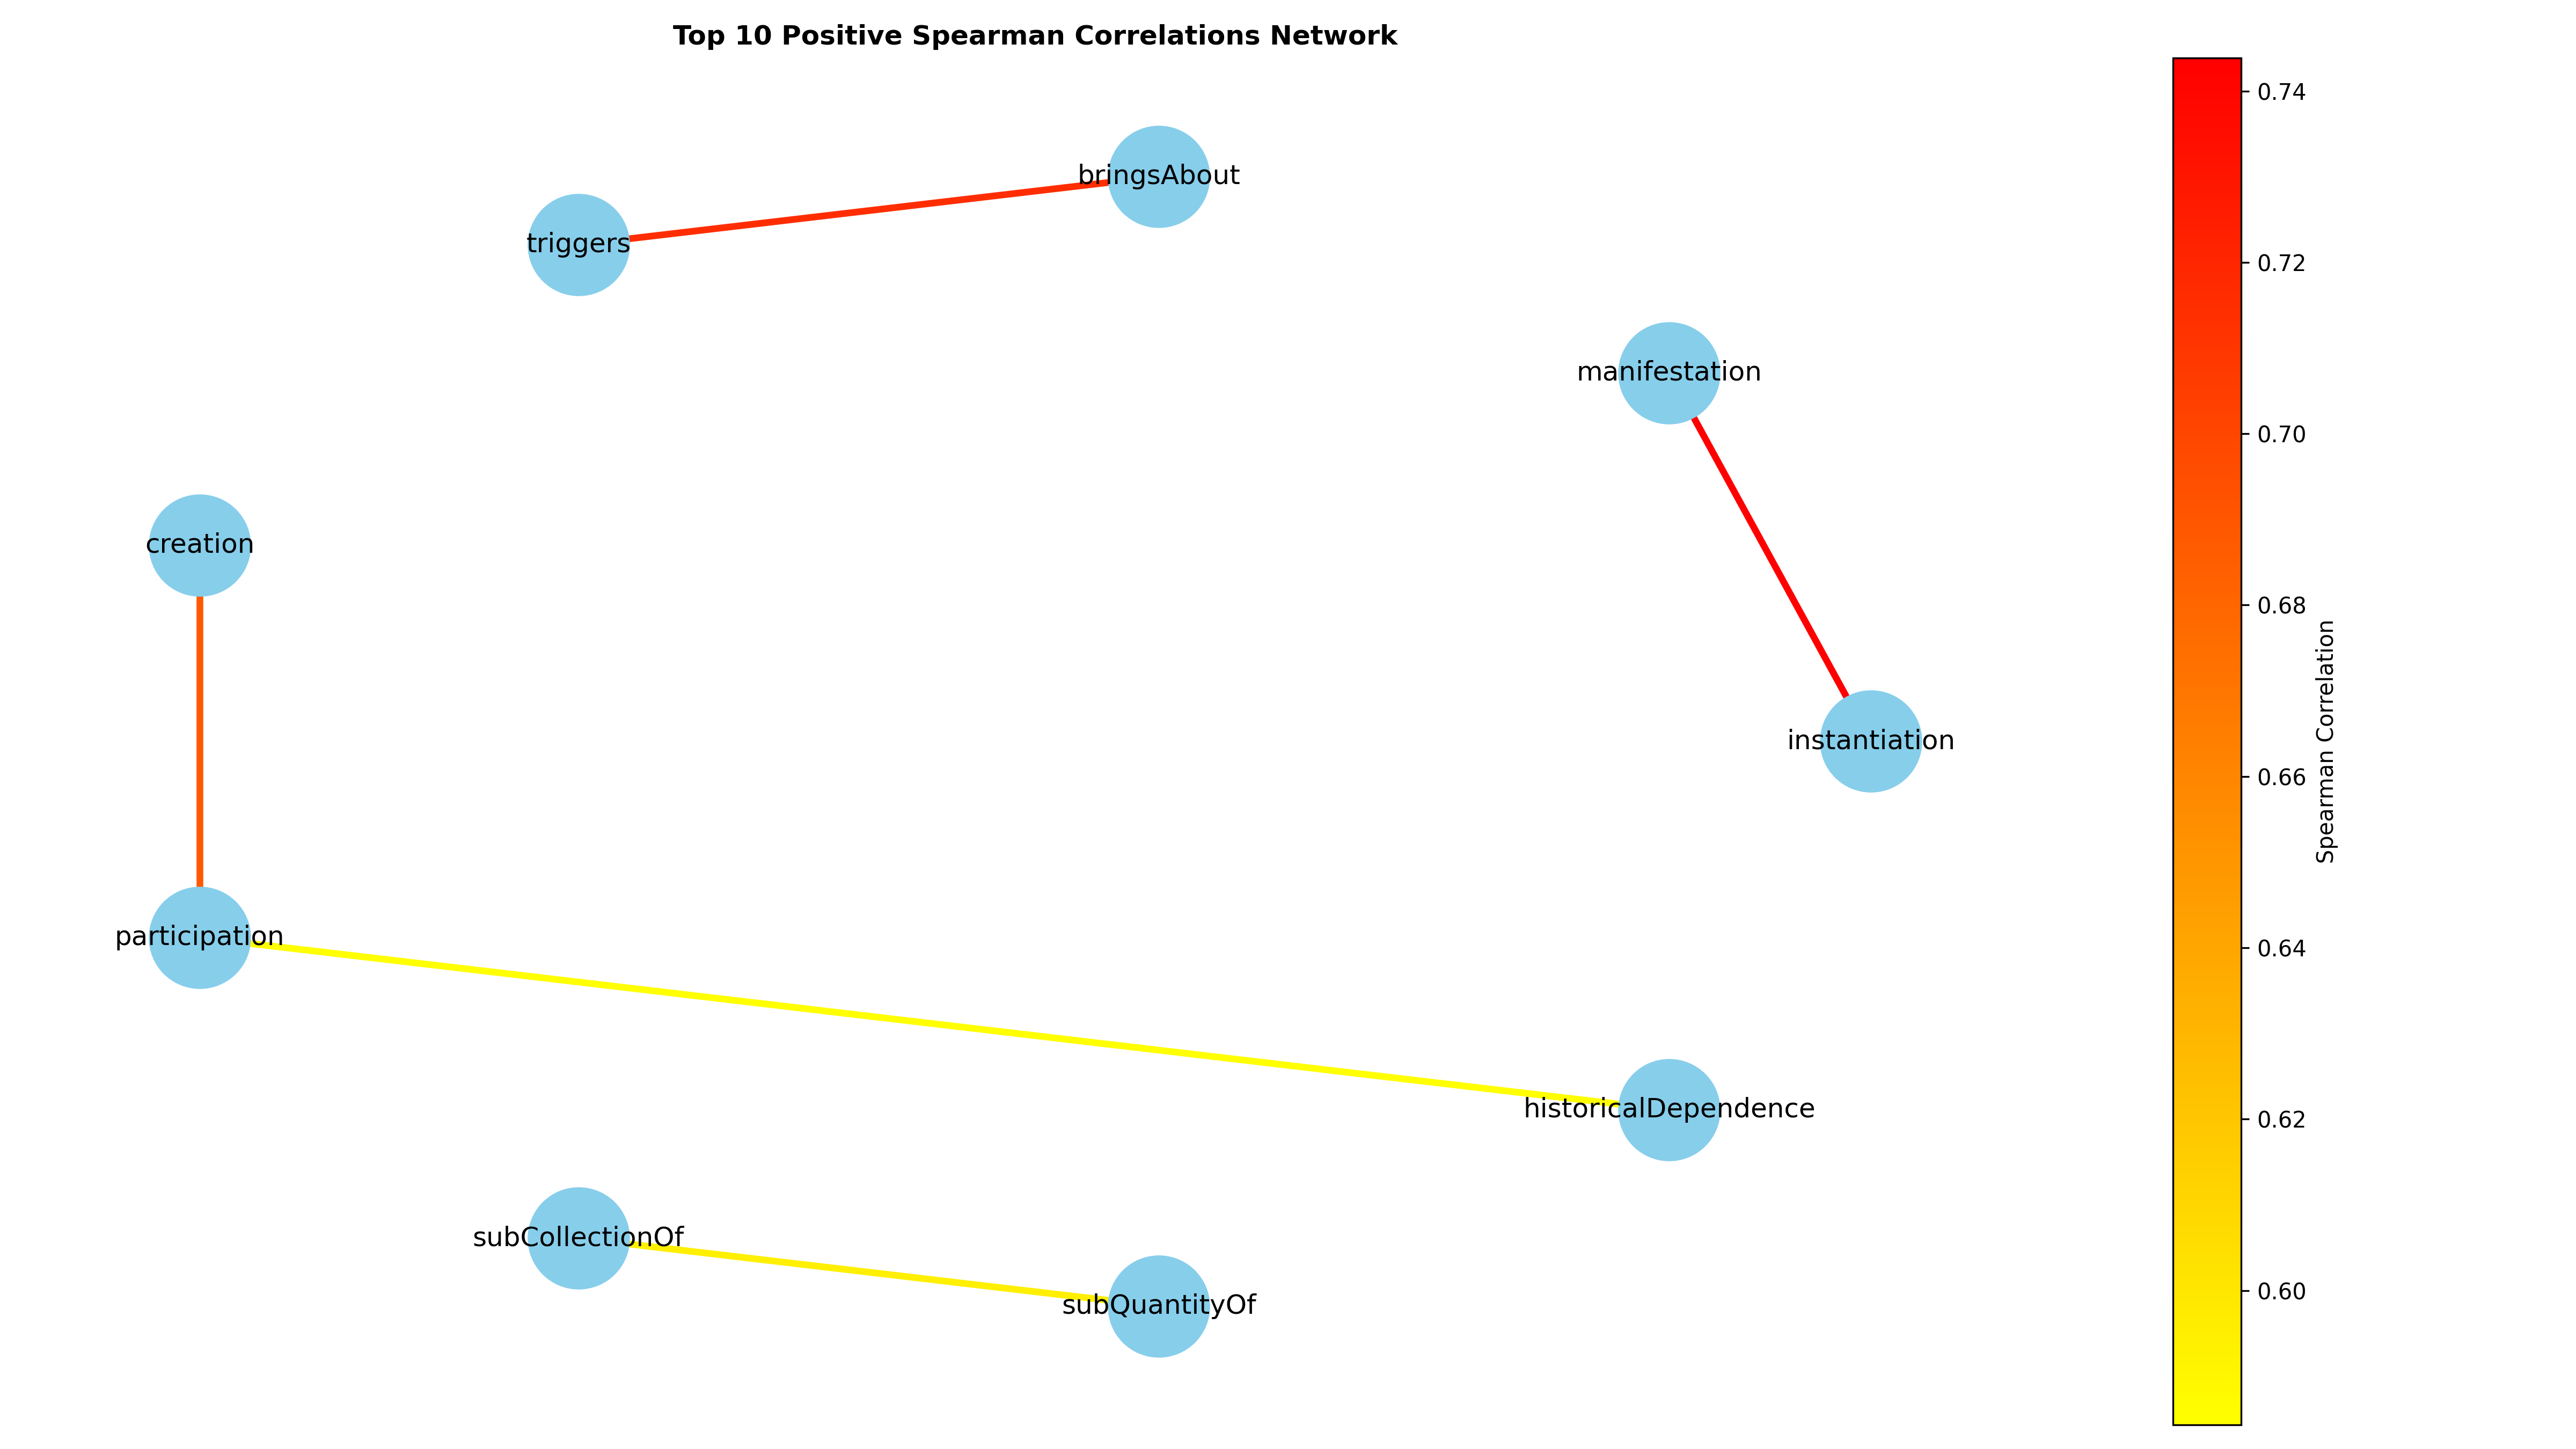 Top 10 Positive Spearman Correlations Network
bringsAbout
triggers
manifestation
creation
instantiation
participation
historicalDependence
subCollectionOf
subQuantityOf
0.74
0.72
0.70
0.68
0.66
0.64
0.62
0.60
Spearman Correlation